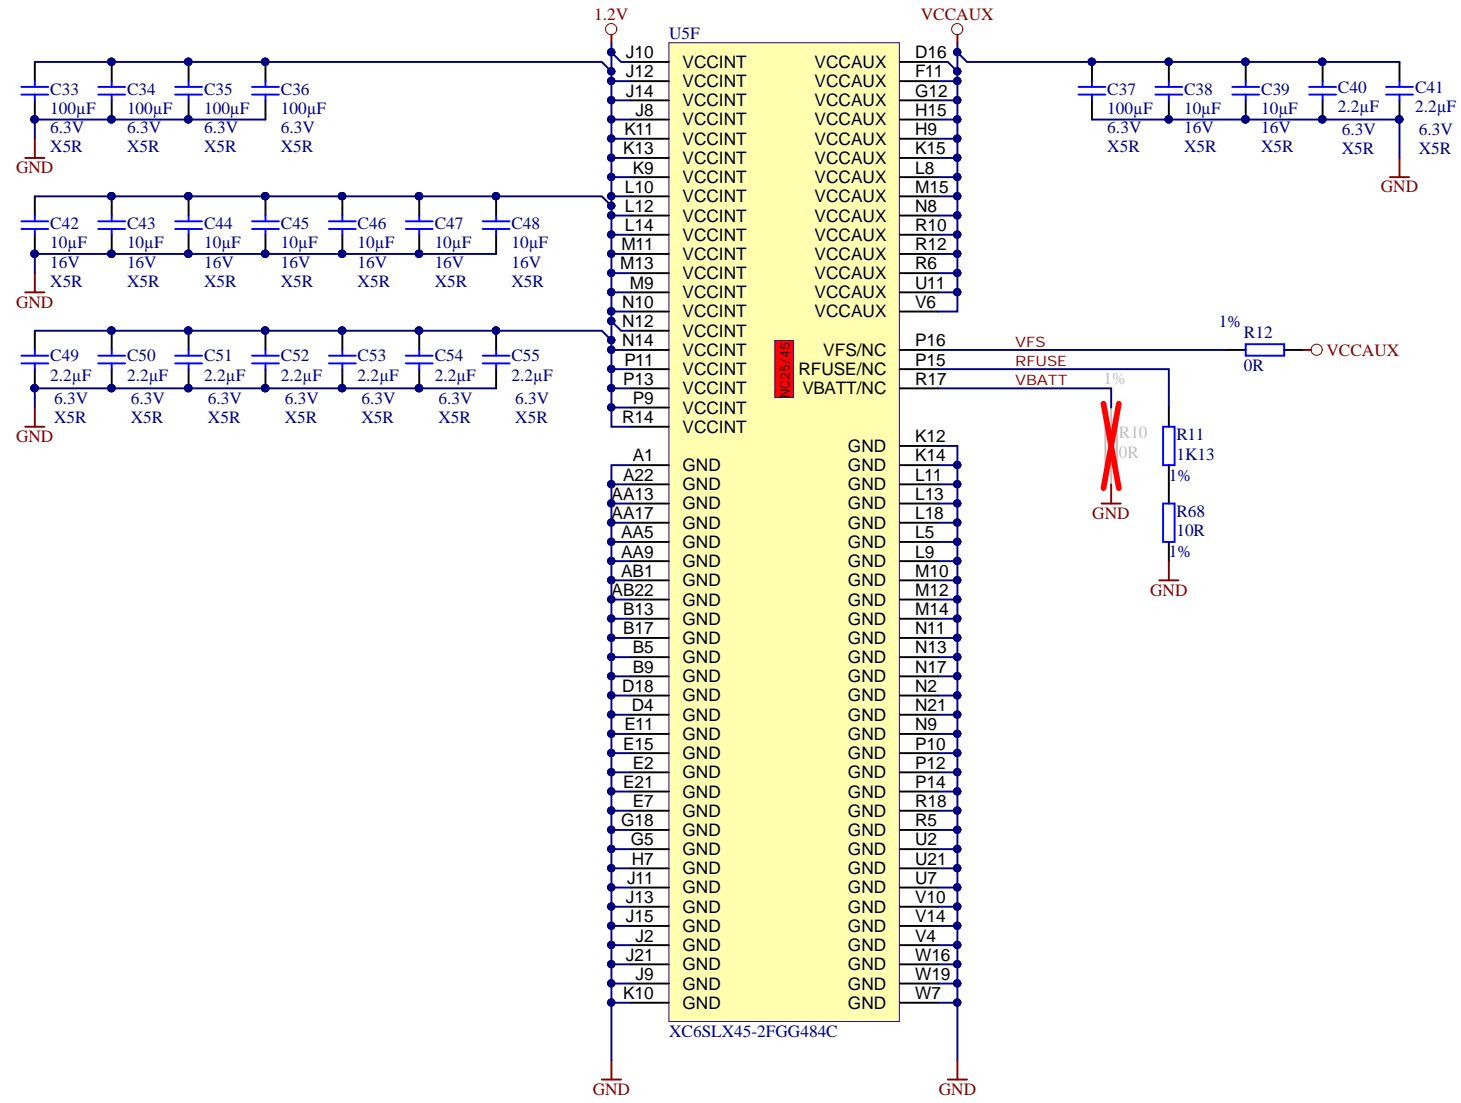 1.2V
VCCAUX
U5F
C33
100µF
6.3V
X5R
C34
100µF
6.3V
X5R
C35
100µF
6.3V
X5R
C36
100µF
6.3V
X5R
GND
C42
10µF
16V
X5R
C43
10µF
16V
X5R
C44
10µF
16V
X5R
C45
10µF
16V
X5R
C46
10µF
16V
X5R
C47
10µF
16V
X5R
C48
10µF
16V
X5R
GND
C49
2.2µF
6.3V
X5R
C50
2.2µF
6.3V
X5R
C51
2.2µF
6.3V
X5R
C52
2.2µF
6.3V
X5R
C53
2.2µF
6.3V
X5R
C54
2.2µF
6.3V
X5R
C55
2.2µF
6.3V
X5R
GND
J10 VCCINT
J12 VCCINT
J14 VCCINT
J8 VCCINT
K11 VCCINT
K13 VCCINT
K9 VCCINT
L10 VCCINT
L12 VCCINT
L14 VCCINT
M11 VCCINT
M13 VCCINT
M9 VCCINT
N10 VCCINT
N12 VCCINT
N14 VCCINT
P11 VCCINT
P13 VCCINT
P9 VCCINT
R14 VCCINT
A1 GND
A22 GND
AA13 GND
AA17 GND
AA5 GND
AA9 GND
AB1 GND
AB22 GND
B13 GND
B17 GND
B5 GND
B9 GND
D18 GND
D4 GND
E11 GND
E15 GND
E2 GND
E21 GND
E7 GND
G18 GND
G5 GND
H7 GND
J11 GND
J13 GND
J15 GND
J2 GND
J21 GND
J9 GND
K10 GND
GND
NC25/45
VCCAUX D16
VCCAUX F11
VCCAUX G12
VCCAUX H15
VCCAUX H9
VCCAUX K15
VCCAUX L8
VCCAUX M15
VCCAUX N8
VCCAUX R10
VCCAUX R12
VCCAUX R6
VCCAUX U11
VCCAUX V6
VFS/NC P16 VFS
RFUSE/NC P15 RFUSE
VBATT/NC R17 VBATT
GND K12
GND K14
GND L11
GND L13
GND L18
GND L5
GND L9
GND M10
GND M12
GND M14
GND N11
GND N13
GND N17
GND N2
GND N21
GND N9
GND P10
GND P12
GND P14
GND R18
GND R5
GND U2
GND U21
GND U7
GND V10
GND V14
GND V4
GND W16
GND W19
GND W7
GND
XC6SLX45-2FGG484C
C37
100µF
6.3V
X5R
C38
10µF
16V
X5R
C39
10µF
16V
X5R
C40
2.2µF
6.3V
X5R
C41
2.2µF
6.3V
X5R
GND
1% R12
0R
VCCAUX
1%
R10
0R
GND
R11
1K13
1%
R68
10R
1%
GND